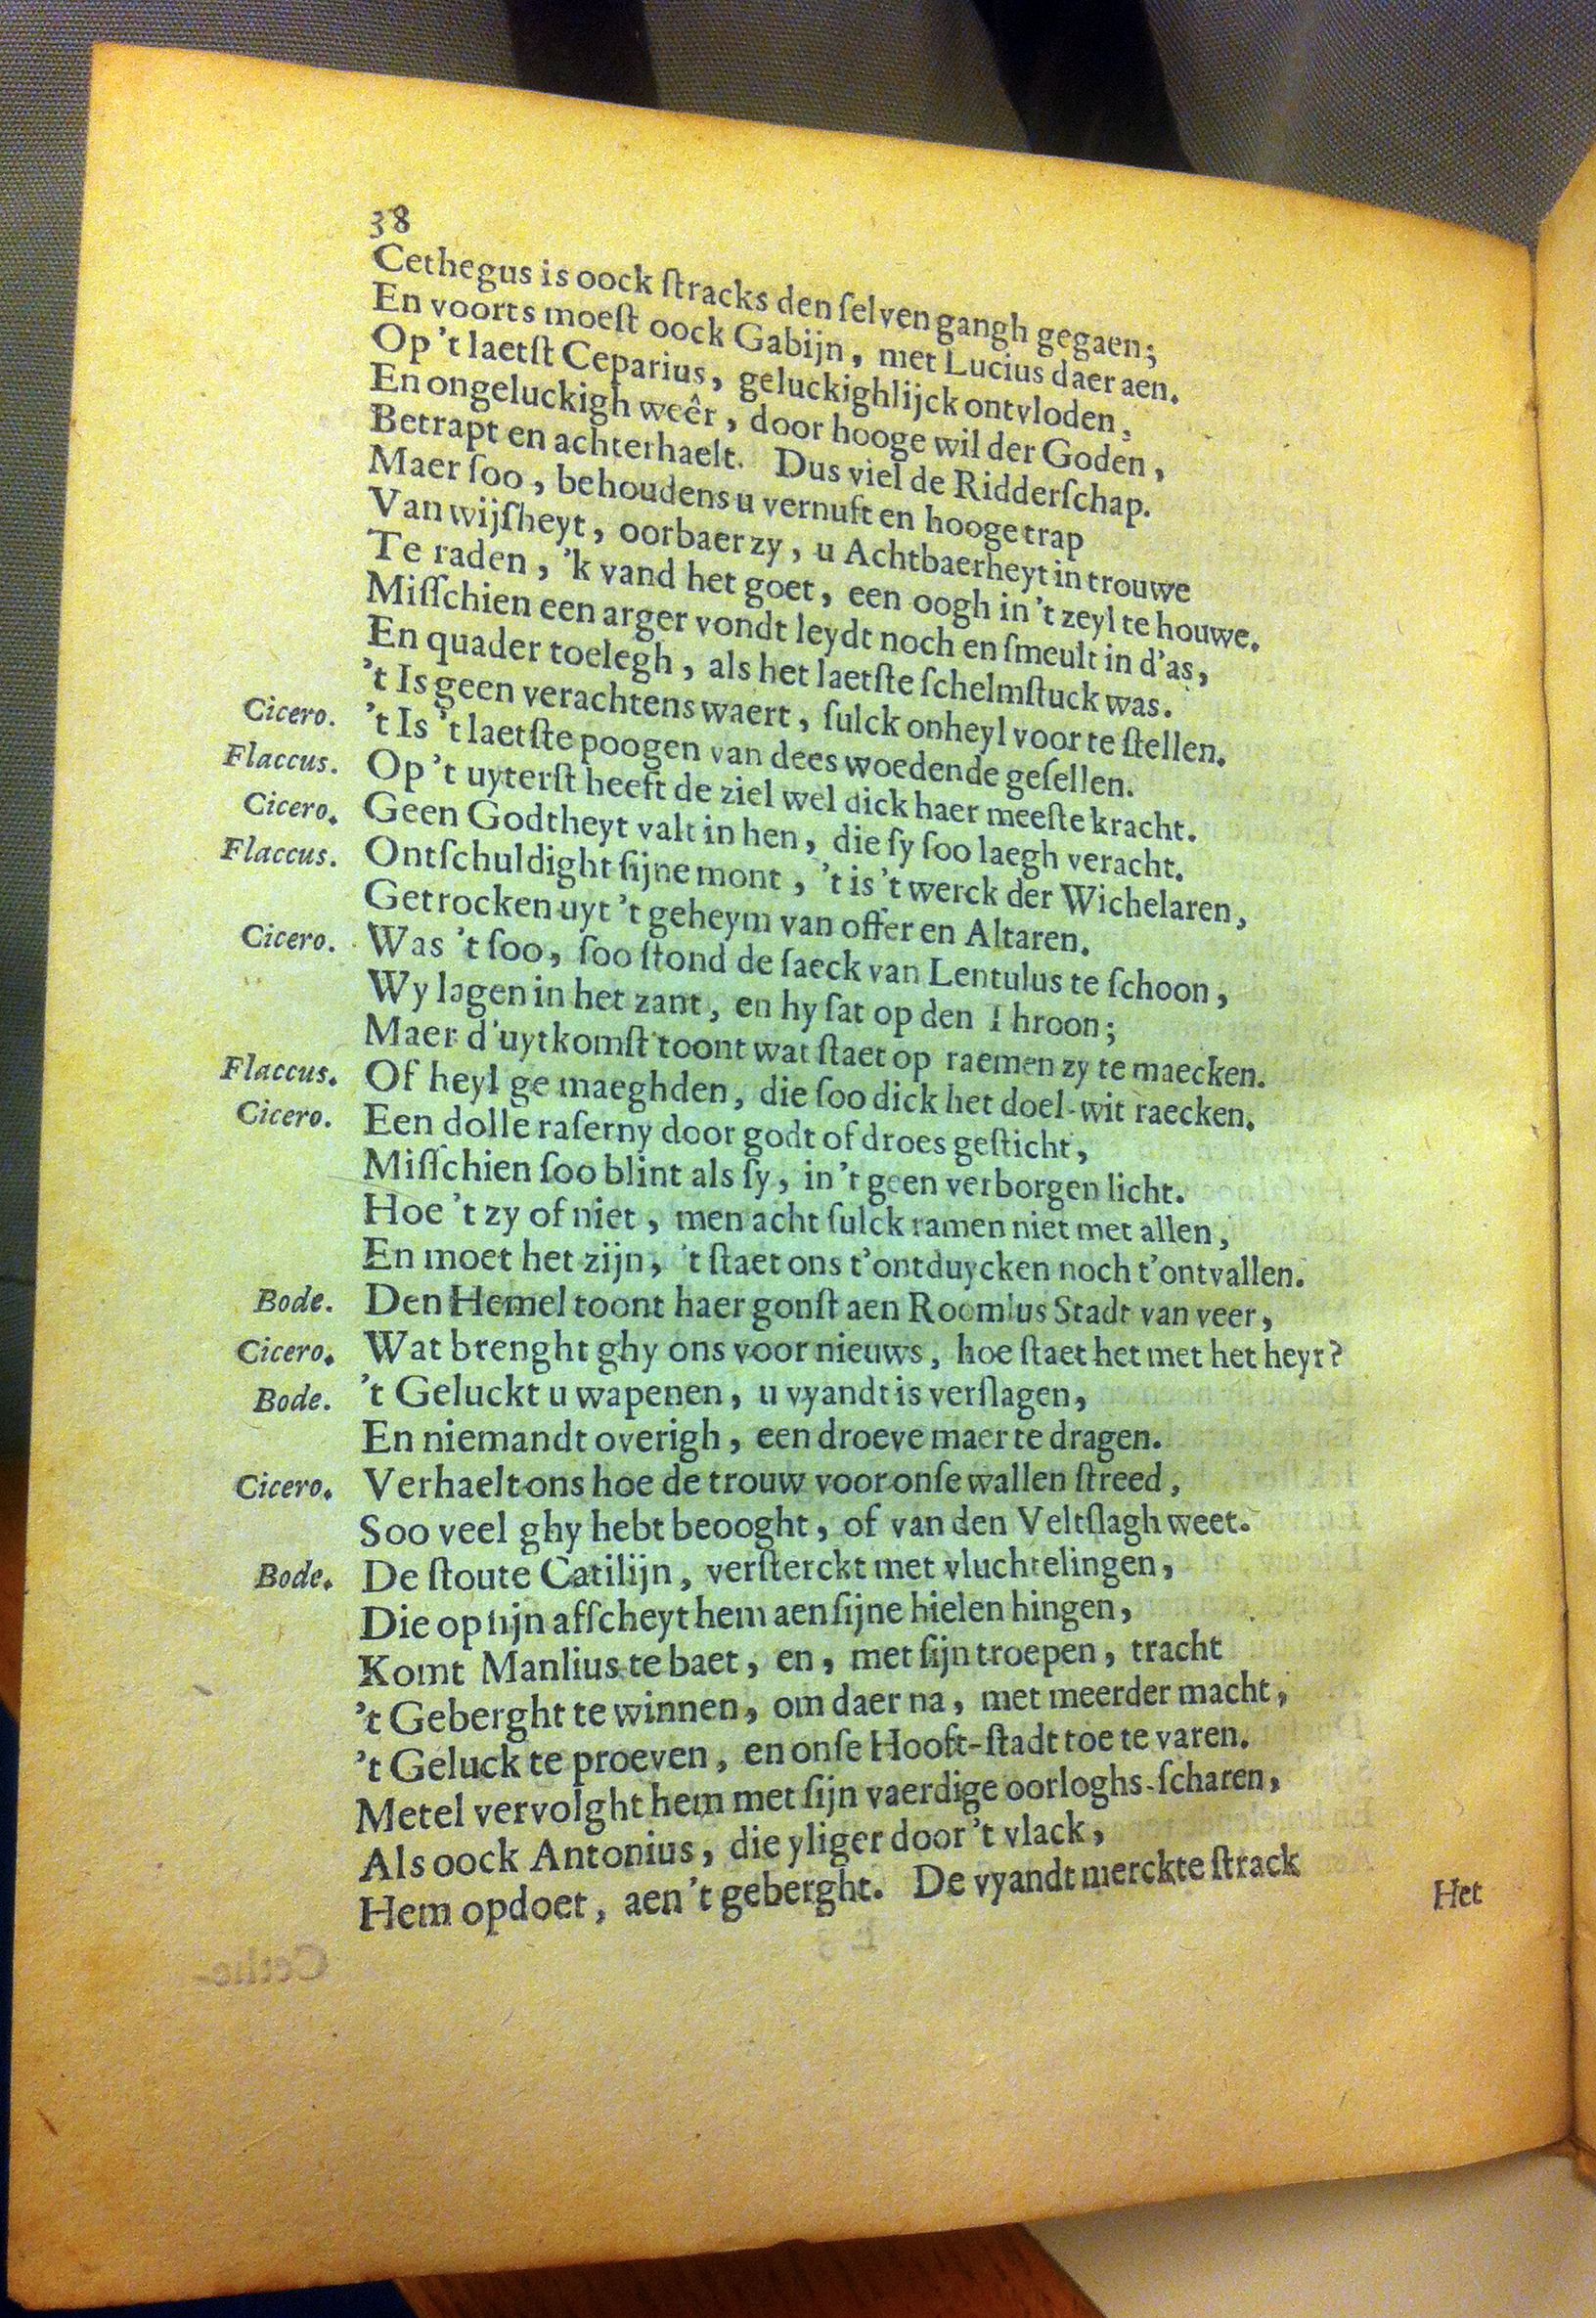 38
Cethegus is oock ſtracks den ſelven gangh gegaen;
En voorts moeſt oock Gabijn, met Lucius daer aen.
Op 't laetſt Ceparius, geluckighlijck ontvloden,
En ongeluckigh weêr, door hooge wil der Goden,
Betrapt en achterhaelt. Dus viel de Ridderſchap.
Maer ſoo, behoudens u vernuft en hooge trap
Van wijſheyt, oorbaer zy, u Achtbaerheyt in trouwe
Te raden, 'k vand het goet, een oogh in 't zeyl te houwe.
Miſſchien een arger vondt leydt noch en ſmeult in d'as,
En quader toelegh, als het laetſte ſchelmſtuck was.
't Is geen verachtens waert, ſulck onheyl voor te ſtellen.
Cicero. 't Is 't laetſte poogen van dees woedende geſellen.
Flaccus. Op 't uyterſt heeft de ziel wel dick haer meeſte kracht.
Cicero. Geen Godtheyt valt in hen, die ſy ſoo laegh veracht.
Flaccus. Ontſchuldight ſijne mont, 't is 't werck der Wichelaren,
Getrocken uyt 't geheym van offer en Altaren.
Cicero. Was 't ſoo, ſoo ſtond de ſaeck van Lentulus te ſchoon,
Wy lagen in het zant, en hy ſat op den Throon;
Maer d'uytkomſt toont wat ſtaet op raemen zy te maecken.
Flaccus. Of heyl ge maeghden, die ſoo dick het doel-wit raecken.
Cicero. Een dolle raſerny door godt of droes geſticht,
Miſſchien ſoo blint als ſy, in 't geen verborgen licht.
Hoe 't zy of niet, men acht ſulck ramen niet met allen,
En moet het zijn, 't ſtaet ons t'ontduycken noch t'ontvallen.
Bode. Den Hemel toont haer gonſt aen Roomlus Stadt van veer,
Cicero. Wat brenght ghy ons voor nieuws, hoe ſtaet het met het heyr?
Bode. 't Geluckt u wapenen, u vyandt is verſlagen,
En niemandt overigh, een droeve maer te dragen.
Cicero. Verhaelt ons hoe de trouw voor onſe wallen ſtreed,
Soo veel ghy hebt beooght, of van den Veltſlagh weet.
Bode. De ſtoute Catilijn, verſterckt met vluchtelingen,
Die op ſijn afſcheyt hem aen ſijne hielen hingen,
Komt Manlius te baet, en, met ſijn troepen, tracht
't Geberght te winnen, om daer na, met meerder macht,
't Geluck te proeven, en onſe Hooft-ſtadt toe te varen.
Metel vervolght hem met ſijn vaerdige oorloghs-ſcharen,
Als oock Antonius, die yliger door 't vlack,
Hem opdoet, aen 't geberght. De vyandt merckte ſtrack
Het